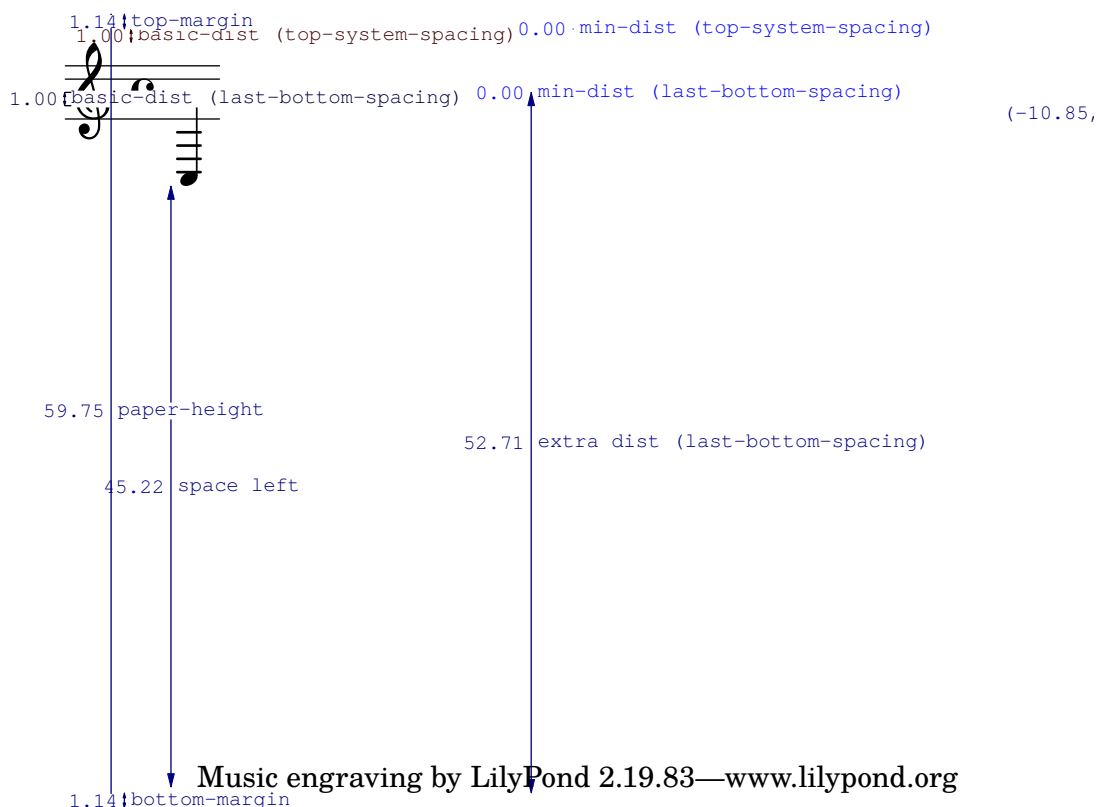 1.14 top-margin
1.00 basic-dist (top-system-spacing) 0.00 min-dist (top-system-spacing)
1.00 basic-dist (last-bottom-spacing) 0.00 min-dist (last-bottom-spacing)
(-10.85,
59.75 paper-height
52.71 extra dist (last-bottom-spacing)
45.22 space left
Music engraving by LilyPond 2.19.83—www.lilypond.org
1.14 bottom-margin